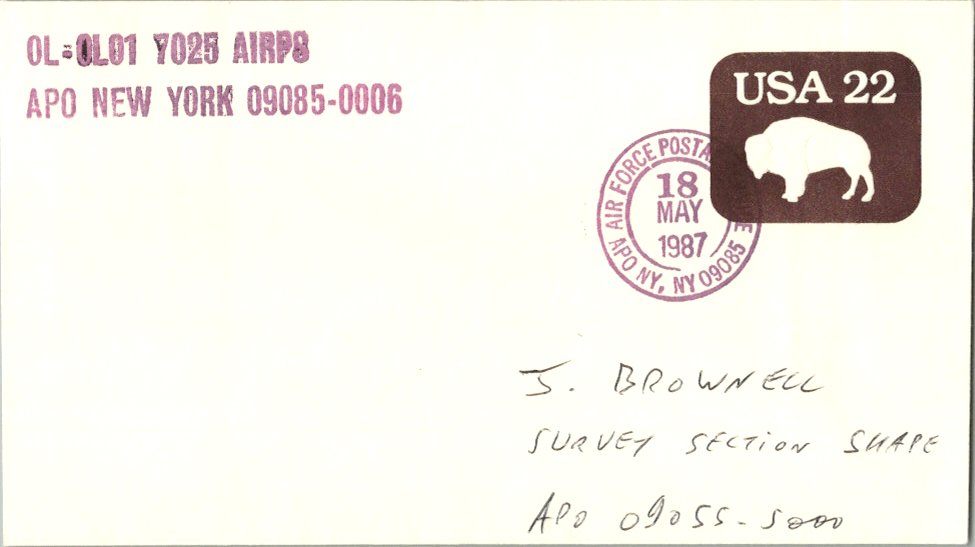 OL-OL01 7025 AIRPS
APO NEW YORK 09085-0006
USA 22
AIR FORCE POSTAL
18
MAY
1987
APO NY, NY 09085
J. BROWNELL
SURVEY SECTION SHAPE
APO 09055-5000